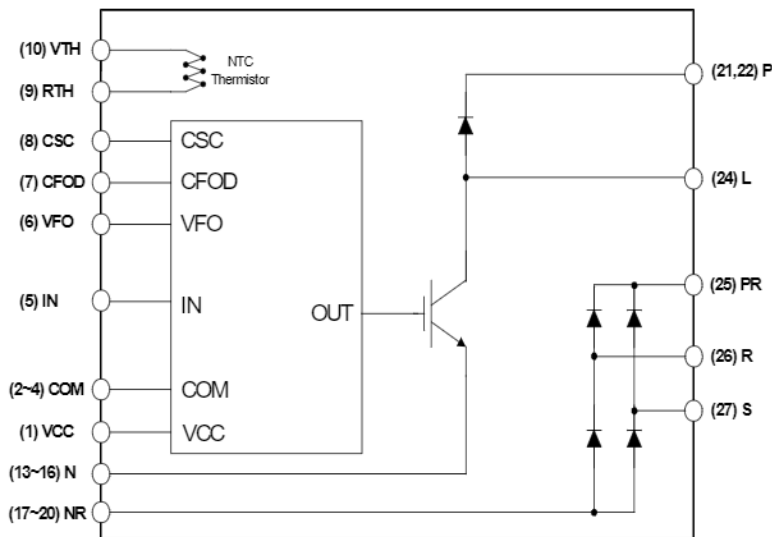 (10) VTH
(9) RTH
(8) CSC
(7) CFOD
(6) VFO
(5) IN
(2~4) COM
(1) VCC
(13~16) N
(17~20) NR
NTC
Thermistor
CSC
CFOD
VFO
IN
OUT
COM
VCC
(21,22) P
(24) L
(25) PR
(26) R
(27) S